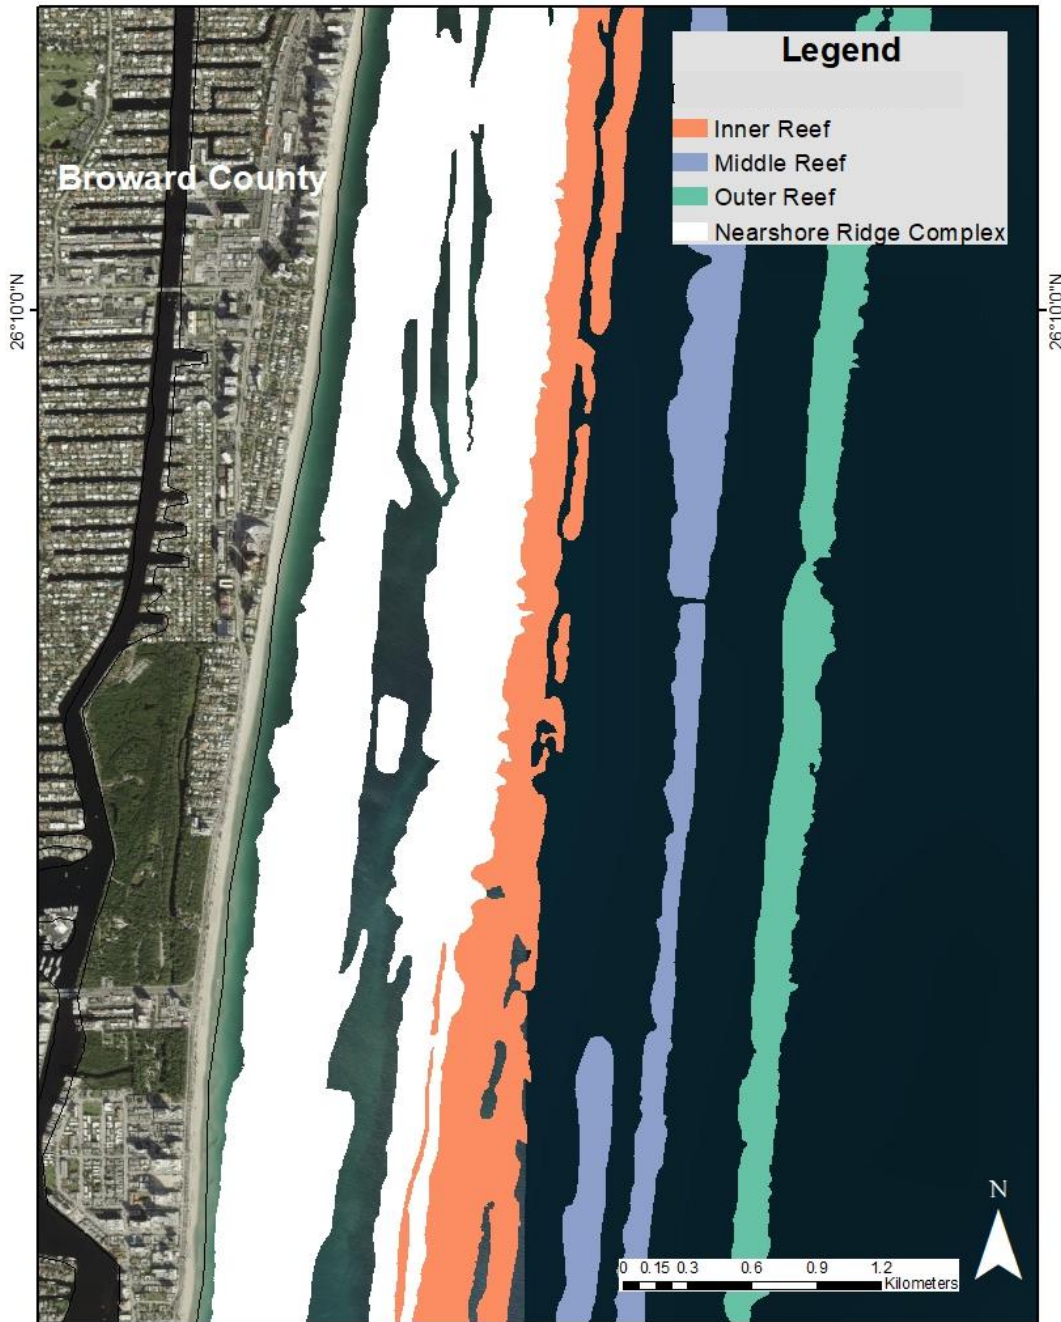 Legend
Inner Reef
Middle Reef
Outer Reef
Nearshore Ridge Complex
Broward County
26°10'0"N
26°10'0"N
N
0 0.15 0.3 0.6 0.9 1.2
Kilometers